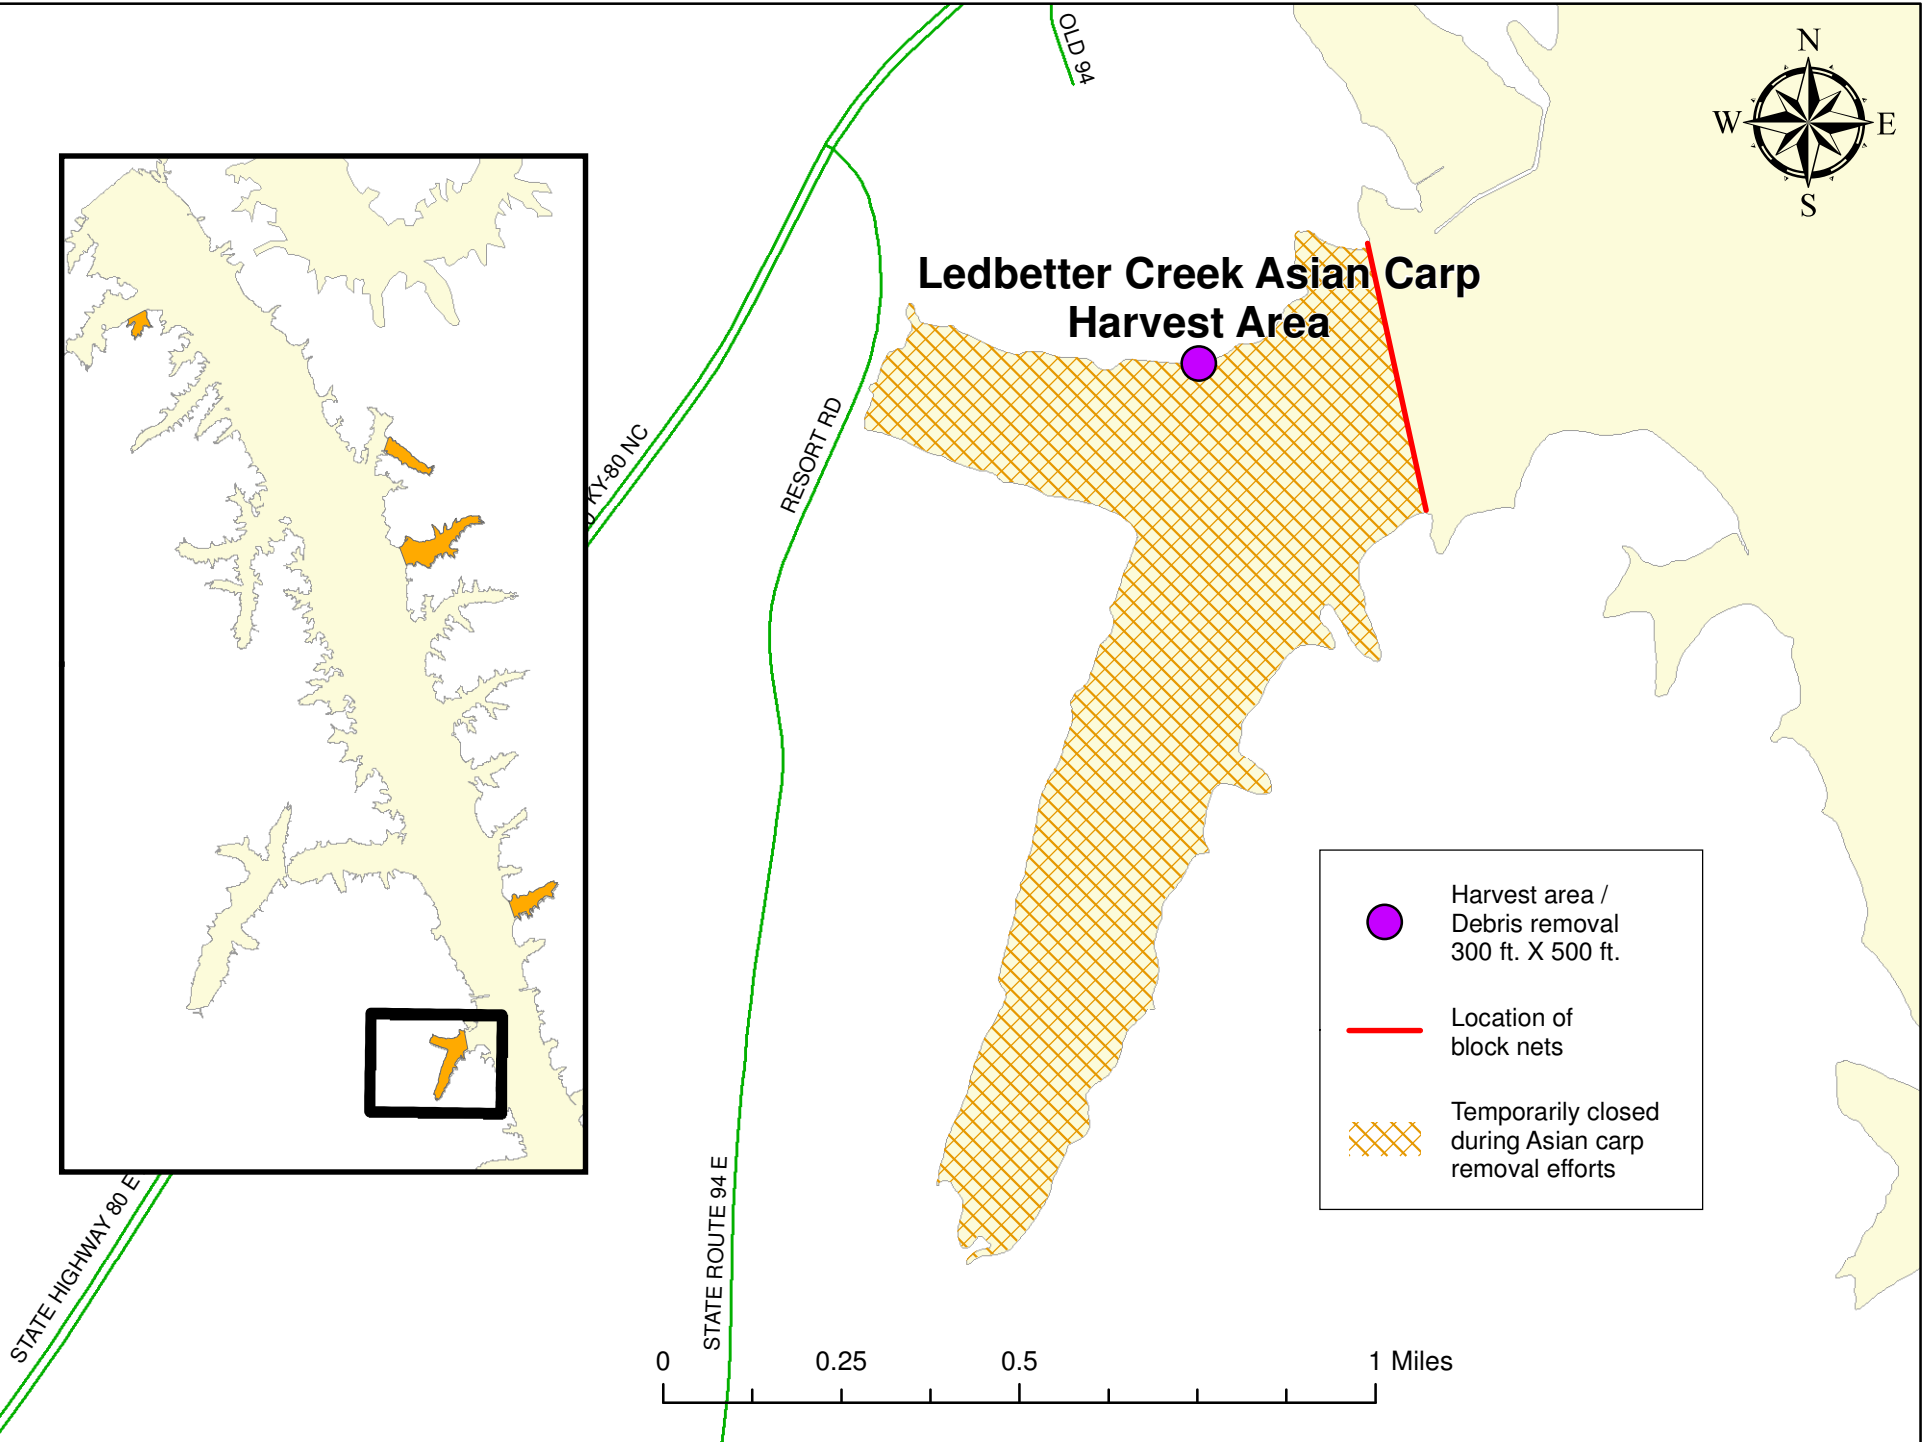 OLD 94
N
W
E
S
Ledbetter Creek Asian Carp
Harvest Area
KY-80 NC
RESORT RD
Harvest area /
Debris removal
300 ft. X 500 ft.
Location of
block nets
Temporarily closed
during Asian carp
removal efforts
STATE HIGHWAY 80 E
STATE ROUTE 94 E
0
0.25
0.5
1 Miles